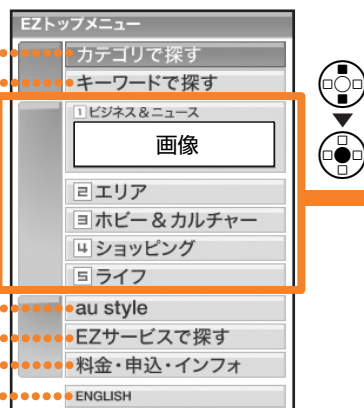 EZトップメニュー
カテゴリで探す
キーワードで探す
1 ビジネス&ニュース
画像
2 エリア
3 ホビー&カルチャー
4 ショッピング
5 ライフ
au style
EZサービスで探す
料金・申込・インフォ
ENGLISH